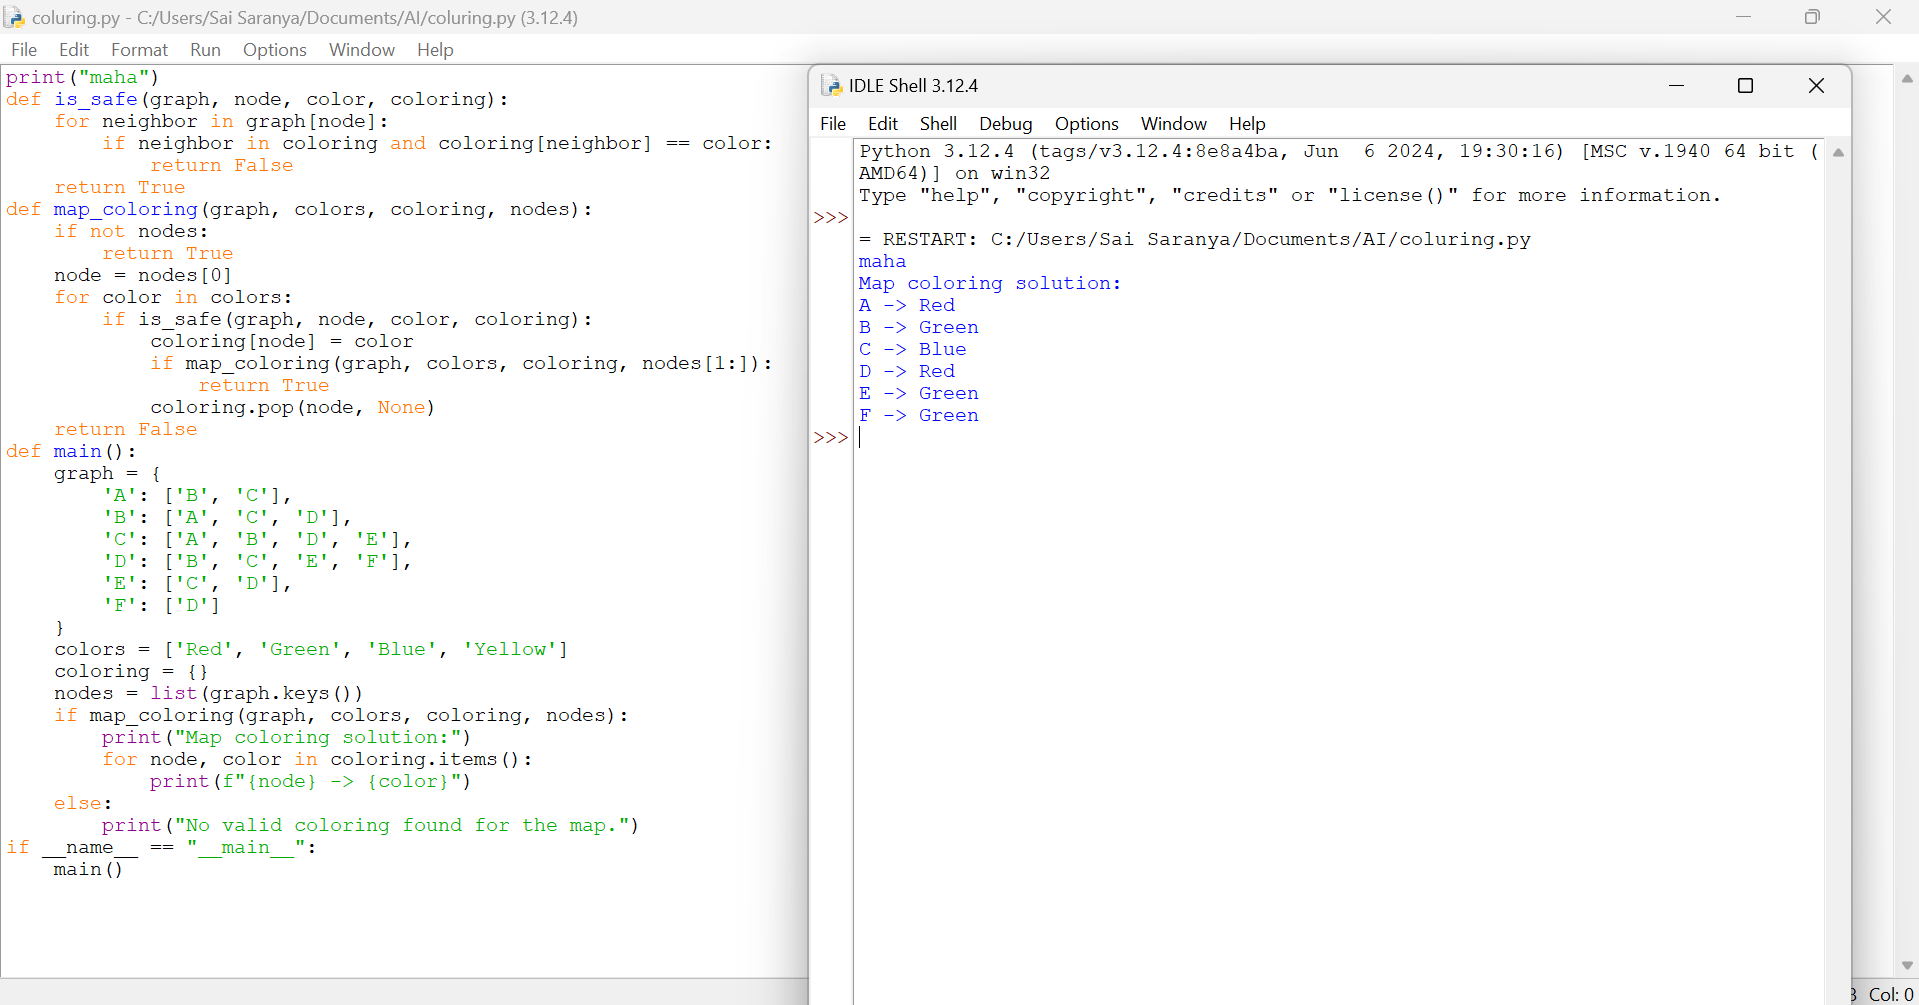 coluring.py - C:/Users/Sai Saranya/Documents/AI/coluring.py (3.12.4)
File Edit Format Run Options Window Help
print("maha")
def is_safe(graph, node, color, coloring):
    for neighbor in graph[node]:
        if neighbor in coloring and coloring[neighbor] == color:
            return False
    return True
def map_coloring(graph, colors, coloring, nodes):
    if not nodes:
        return True
    node = nodes[0]
    for color in colors:
        if is_safe(graph, node, color, coloring):
            coloring[node] = color
            if map_coloring(graph, colors, coloring, nodes[1:]):
                return True
            coloring.pop(node, None)
    return False
def main():
    graph = {
        'A': ['B', 'C'],
        'B': ['A', 'C', 'D'],
        'C': ['A', 'B', 'D', 'E'],
        'D': ['B', 'C', 'E', 'F'],
        'E': ['C', 'D'],
        'F': ['D']
    }
    colors = ['Red', 'Green', 'Blue', 'Yellow']
    coloring = {}
    nodes = list(graph.keys())
    if map_coloring(graph, colors, coloring, nodes):
        print("Map coloring solution:")
        for node, color in coloring.items():
            print(f"{node} -> {color}")
    else:
        print("No valid coloring found for the map.")
if __name__ == "__main__":
    main()
IDLE Shell 3.12.4
File Edit Shell Debug Options Window Help
Python 3.12.4 (tags/v3.12.4:8e8a4ba, Jun  6 2024, 19:30:16) [MSC v.1940 64 bit (
AMD64)] on win32
Type "help", "copyright", "credits" or "license()" for more information.
>>>
= RESTART: C:/Users/Sai Saranya/Documents/AI/coluring.py
maha
Map coloring solution:
A -> Red
B -> Green
C -> Blue
D -> Red
E -> Green
F -> Green
>>>
Col: 0